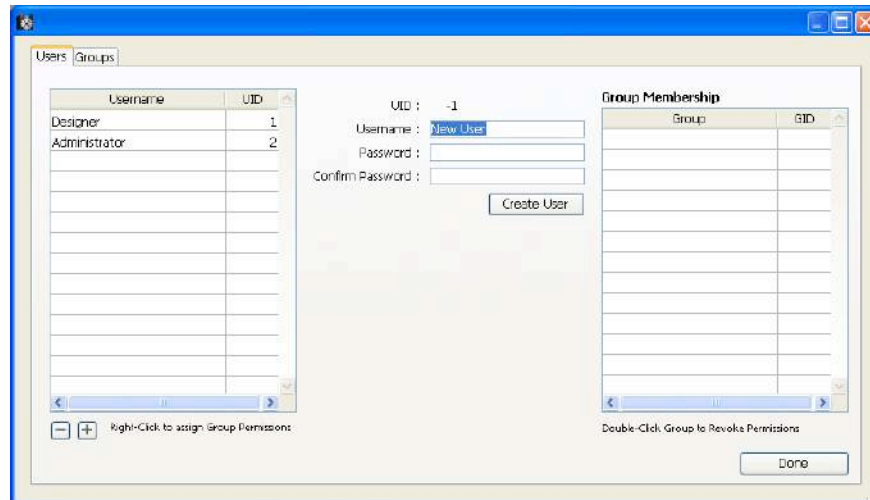 Users Groups
Username UID
Designer 1
Administrator 2
Right-Click to assign Group Permissions
UID : -1
Username : New User
Password :
Confirm Password :
Create User
Group Membership
Group GID
Double-Click Group to Revoke Permissions
Done